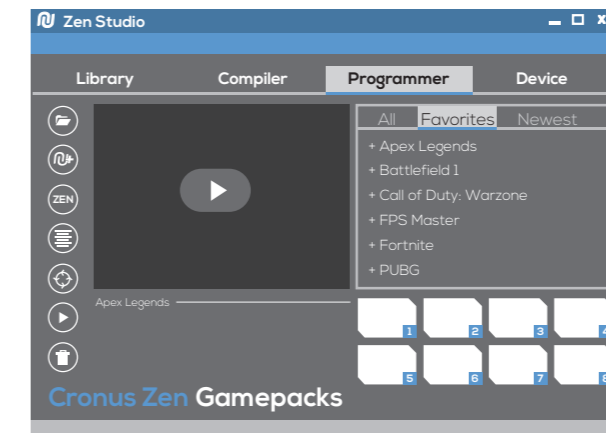 Zen Studio
Library Compiler Programmer Device
All Favorites Newest
+ Apex Legends
+ Battlefield 1
+ Call of Duty: Warzone
+ FPS Master
+ Fortnite
+ PUBG
ZEN
Apex Legends
1 2 3 4
5 6 7 8
Cronus Zen Gamepacks